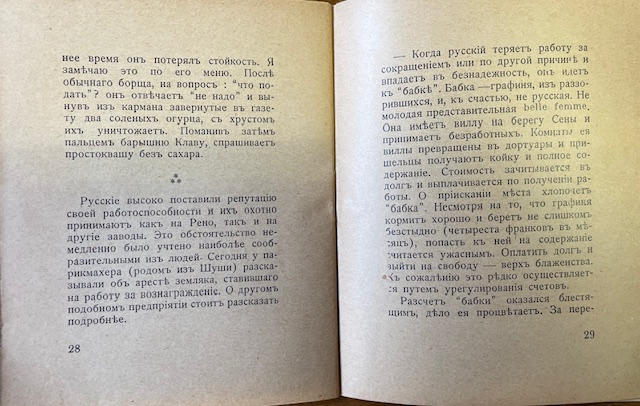 нее время онъ потерялъ стойкость. Я
замѣчаю это по его меню. Послѣ
обычнаго борща, на вопросъ : "что по-
дать"? онъ отвѣчаетъ "не надо" и вы-
нувъ изъ кармана завернутые въ газе-
ту два соленыхъ огурца, съ хрустомъ
ихъ уничтожаетъ. Поманивъ затѣмъ
пальцемъ барышню Клаву, спрашиваетъ
простоквашу безъ сахара.
⁂
Русскіе высоко поставили репутацію
своей работоспособности и ихъ охотно
принимаютъ какъ на Рено, такъ и на
другіе заводы. Это обстоятельство не-
медленно было учтено наиболѣе сооб-
разительными изъ людей. Сегодня у па-
рикмахера (родомъ изъ Шуши) разска-
зывали объ арестѣ земляка, ставившаго
на работу за вознагражденіе. О другомъ
подобномъ предпріятіи стоитъ разсказать
подробнѣе.
28
— Когда русскій теряетъ работу за
сокращеніемъ или по другой причинѣ и
впадаетъ въ безнадежность, онъ идетъ
къ "бабкѣ". Бабка —графиня, изъ разо-
рившихся, и, къ счастью, не русская. Не
молодая представительная belle femme.
Она имѣетъ виллу на берегу Сены и
принимаетъ безработныхъ. Комнаты ея
виллы превращены въ дортуары и при-
шельцы получаютъ койку и полное со-
держаніе. Стоимость зачитывается въ
долгъ и выплачивается по полученіи ра-
боты. О пріисканіи мѣста хлопочетъ
"бабка". Несмотря на то, что графиня
кормитъ хорошо и беретъ не слишкомъ
безстыдно (четыреста франковъ въ мѣ-
сяцъ), попасть къ ней на содержаніе
считается ужаснымъ. Оплатить долгъ и
выйти на свободу — верхъ блаженства.
Къ сожалѣнію это рѣдко осуществляет-
ся путемъ урегулированія счетовъ.
Разсчетъ "бабки" оказался блестя-
щимъ, дѣло ея процвѣтаетъ. За пере-
29